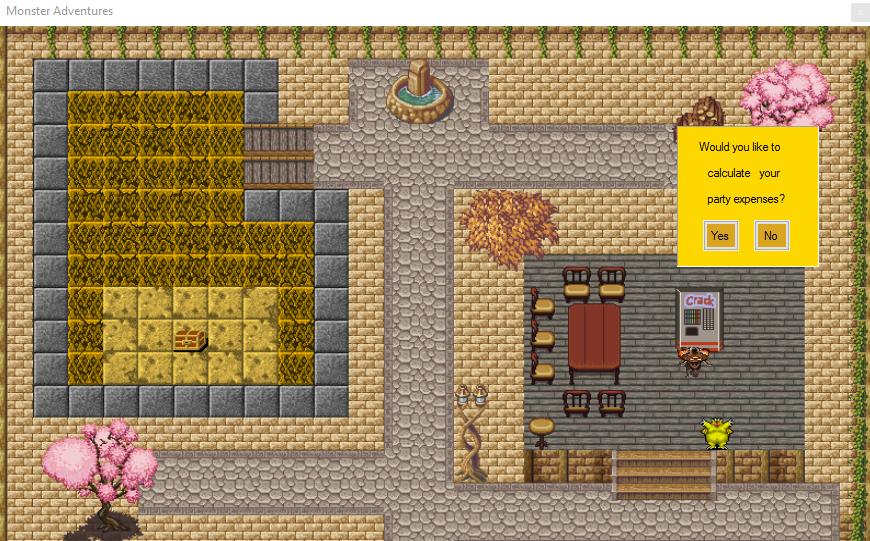 Monster Adventures
Would you like to
calculate your
party expenses?
Yes No
Crack